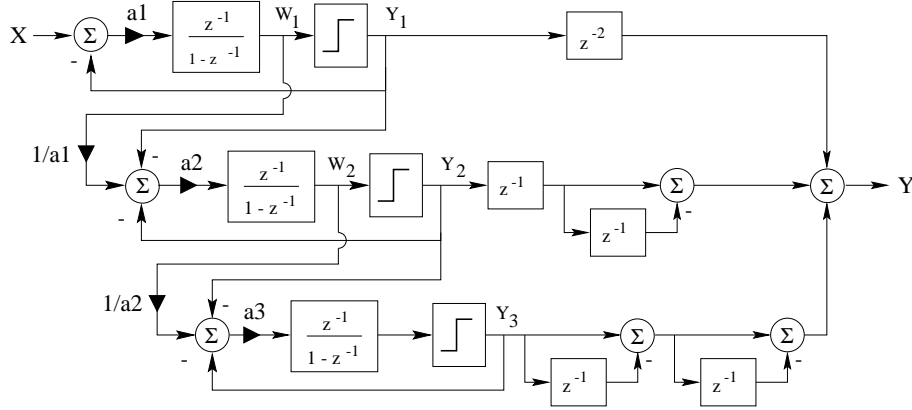 X
Σ
-
a1
z⁻¹
1 - z⁻¹
W₁
Y₁
z⁻²
1/a1
-
Σ
-
a2
z⁻¹
1 - z⁻¹
W₂
Y₂
z⁻¹
z⁻¹
Σ
-
Σ
Y
1/a2
-
Σ
-
a3
z⁻¹
1 - z⁻¹
Y₃
z⁻¹
Σ
-
z⁻¹
Σ
-